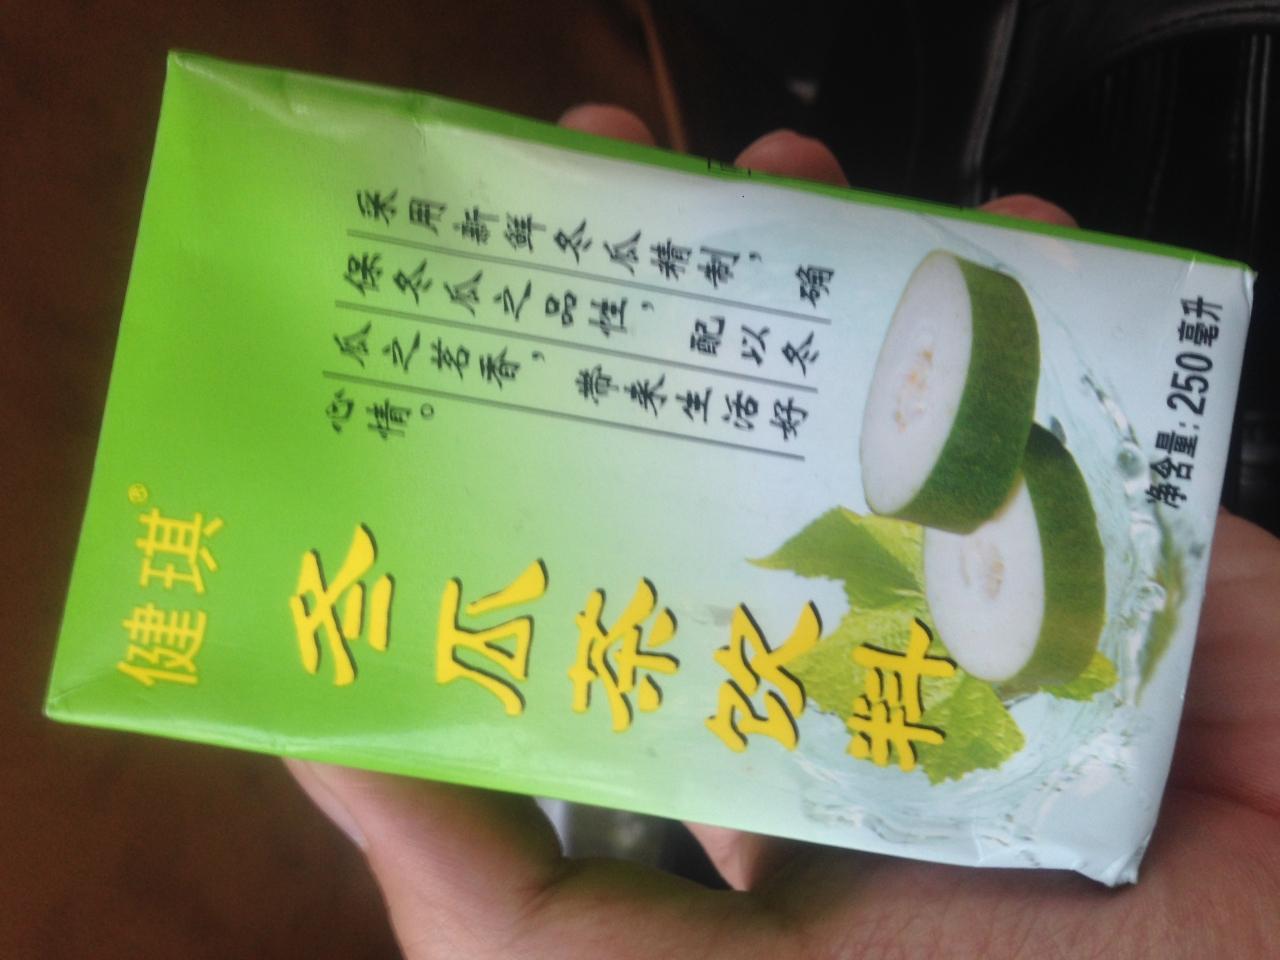 健琪®
冬瓜茶饮料
采用新鲜冬瓜精制，确
保冬瓜之品性，配以冬
瓜之茗香，带来生活好
心情。
净含量: 250毫升